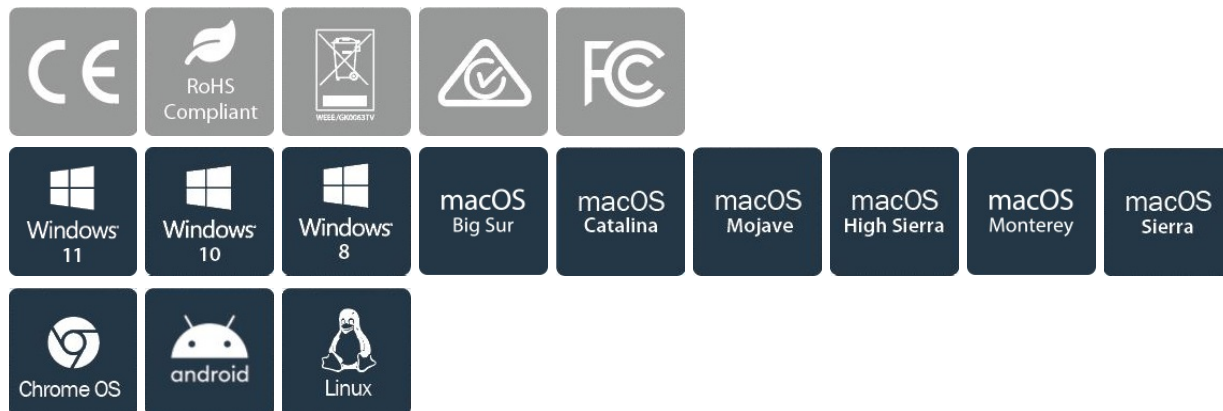 CE
RoHS
Compliant
WEEE/GK0083TV
FC
Windows
11
Windows
10
Windows
8
macOS
Big Sur
macOS
Catalina
macOS
Mojave
macOS
High Sierra
macOS
Monterey
macOS
Sierra
Chrome OS
android
Linux